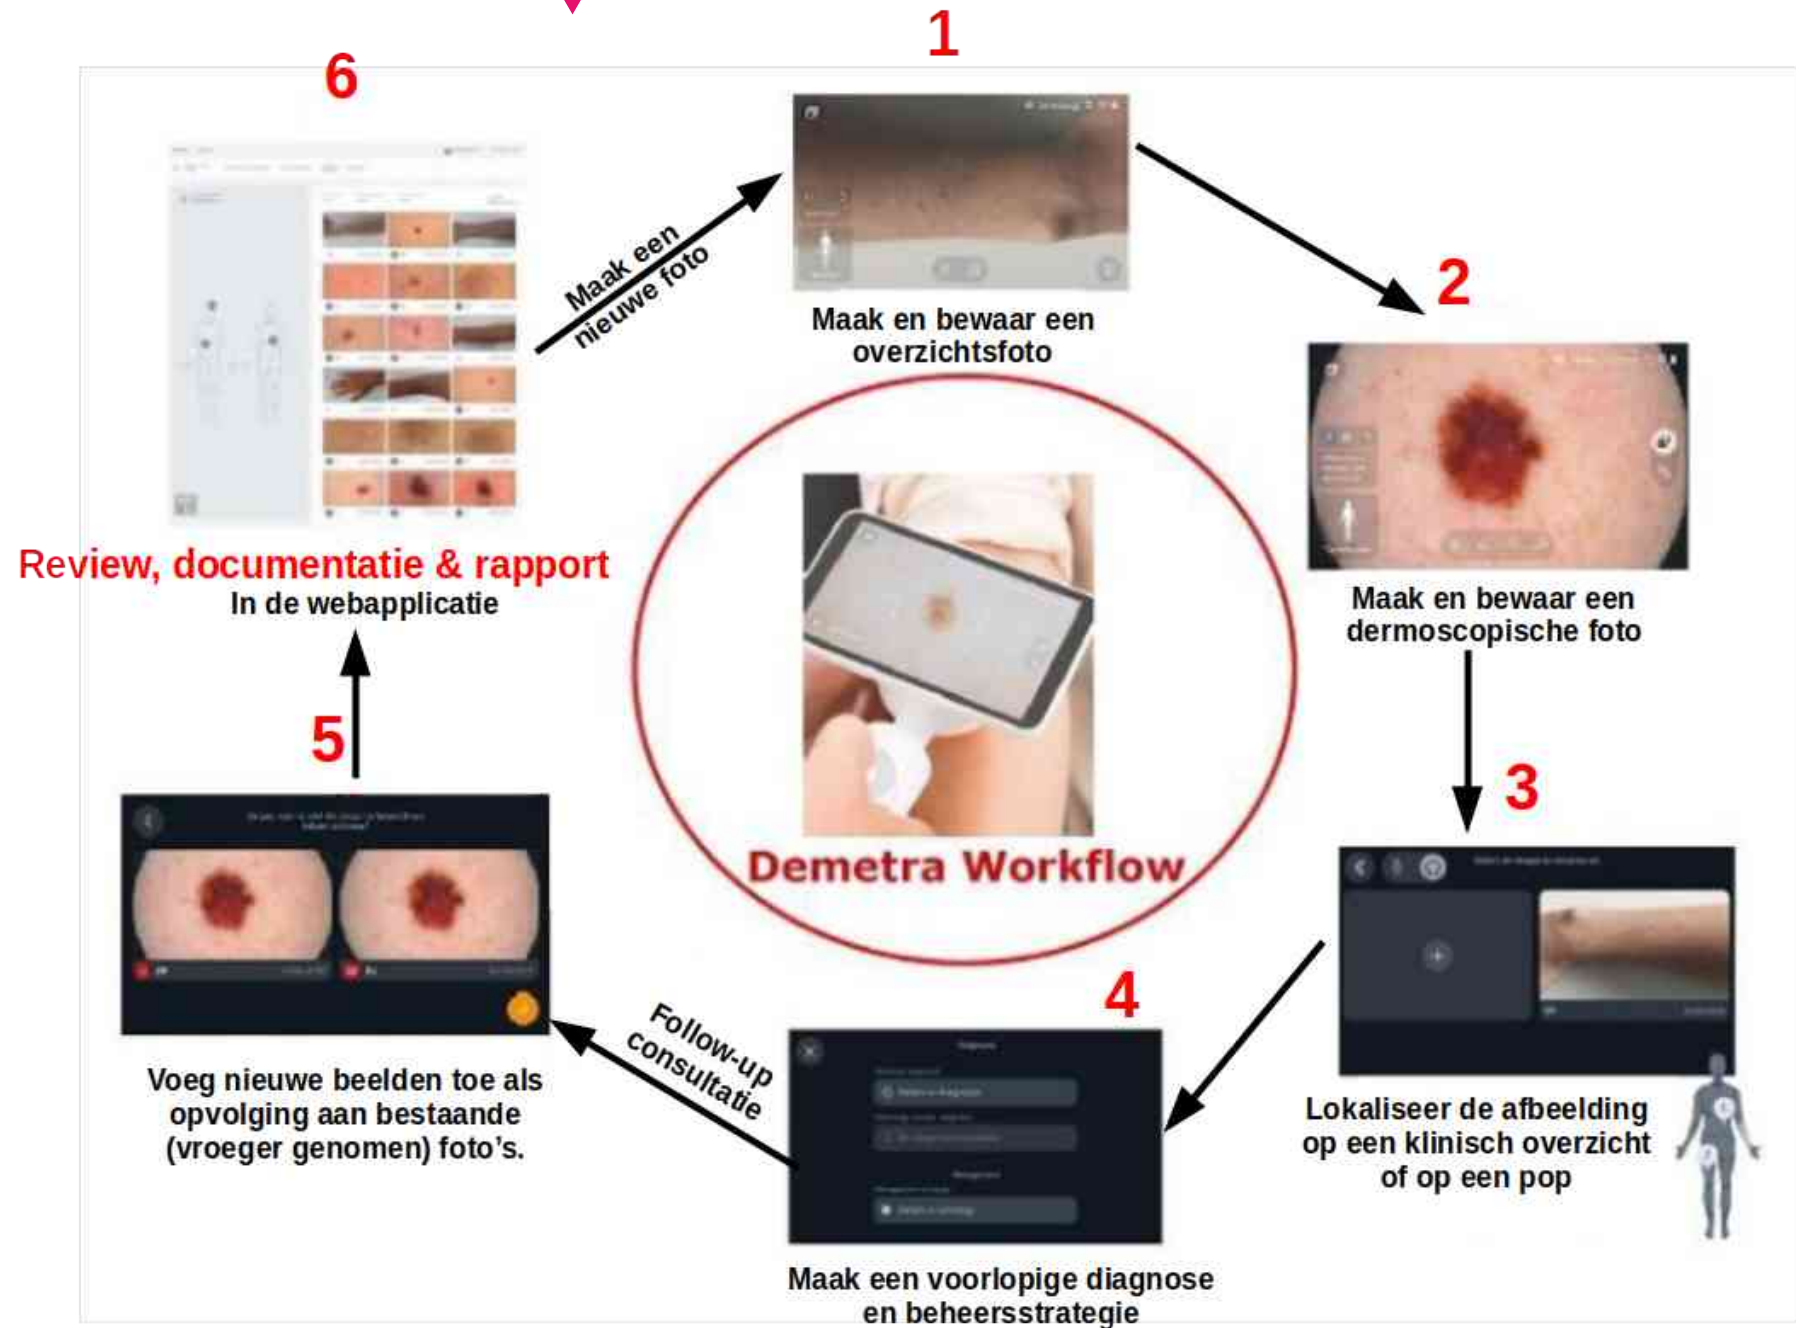 1
Maak en bewaar een
overzichtsfoto
2
Maak en bewaar een
dermoscopische foto
3
Lokaliseer de afbeelding
op een klinisch overzicht
of op een pop
4
Maak een voorlopige diagnose
en beheersstrategie
Follow-up
consultatie
5
Voeg nieuwe beelden toe als
opvolging aan bestaande
(vroeger genomen) foto's.
6
Review, documentatie & rapport
In de webapplicatie
Maak een
nieuwe foto
Demetra Workflow